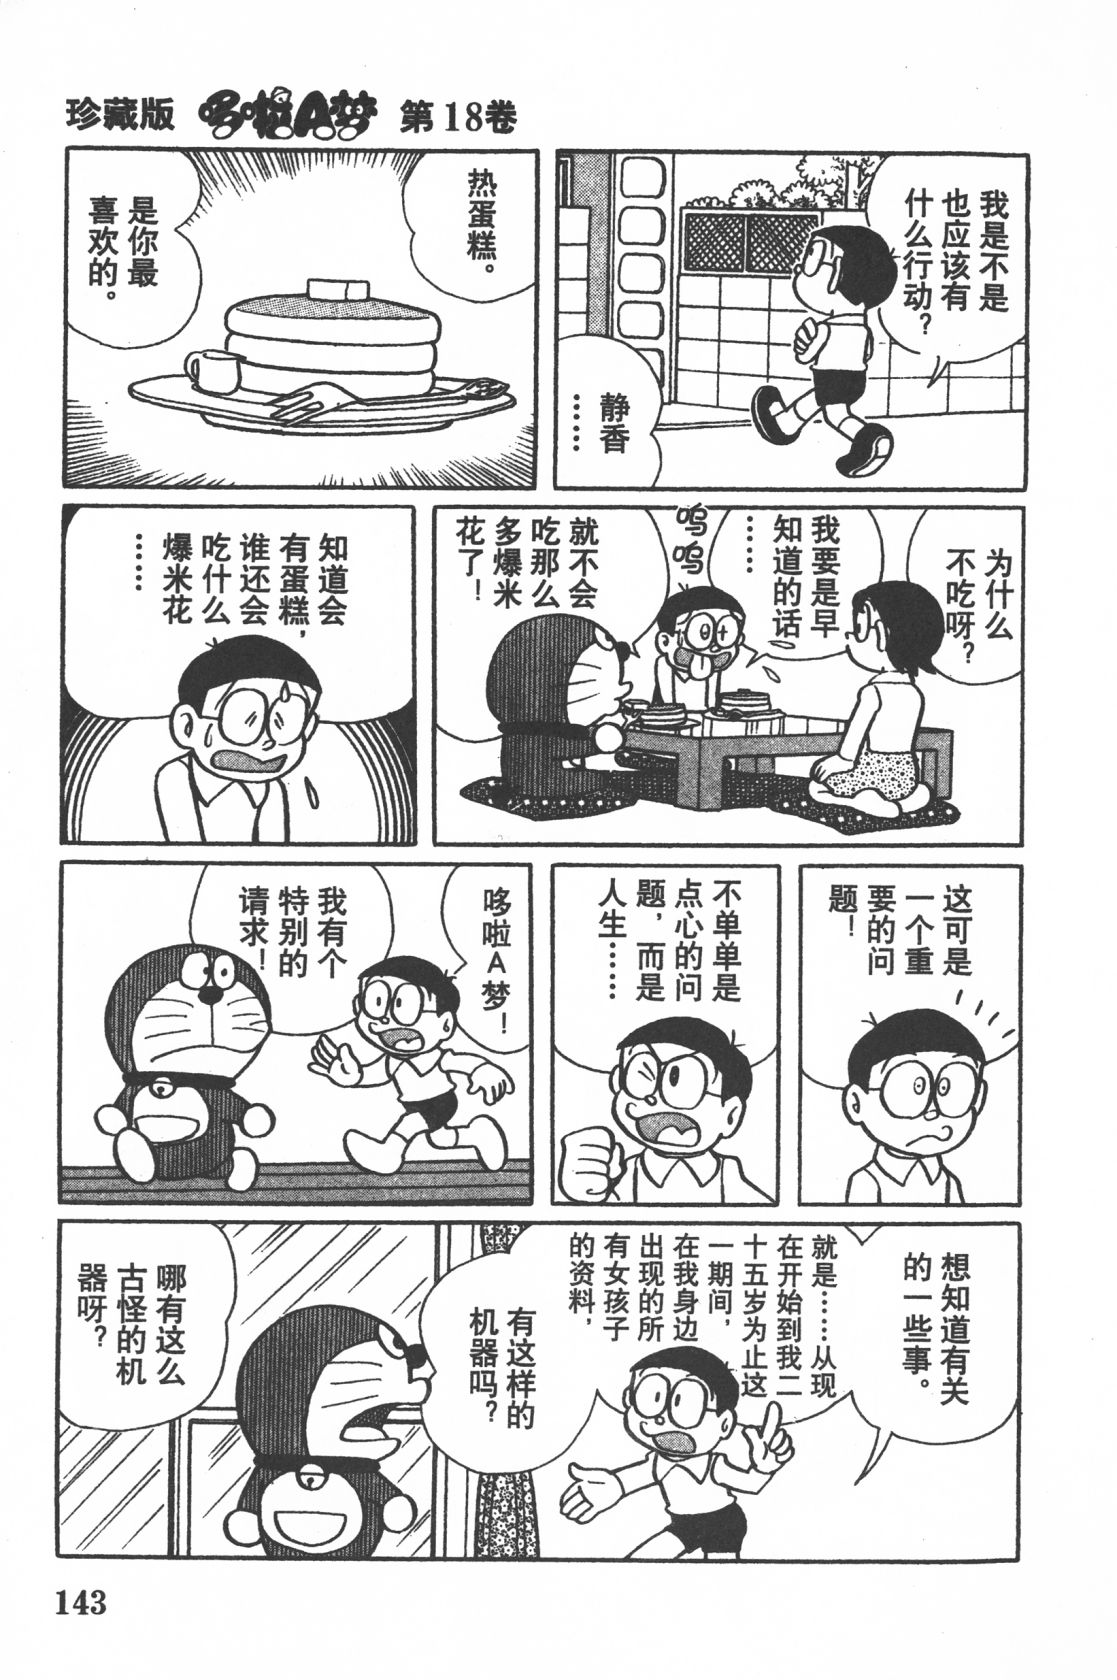 珍藏版 哆啦A梦 第18卷
我是不是
也应该有
什么行动？
静香
……
热蛋糕。
是你最
喜欢的。
为什么
不吃呀？
我要是早
知道的话
……
呜呜
就不会
吃那么
多爆米
花了！
知道会
有蛋糕，
谁还会
吃什么
爆米花
……
这可是
一个重
要的问
题！
不单单是
点心的问
题，而是
人生……
哆啦A梦！
我有个
特别的
请求！
想知道有关
的一些事。
就是……从现
在开始到我二
十五岁为止这
一期间，
在我身边
出现的所
有女孩子
的资料，
有这样的
机器吗？
哪有这么
古怪的机
器呀？
143